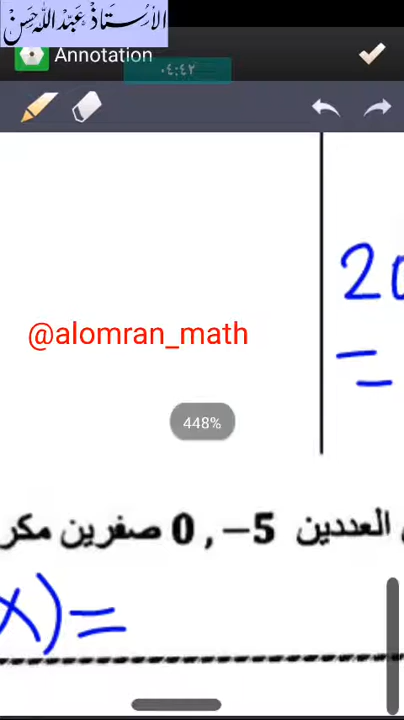 الأستاذ عبدالله حسن
Annotation
٠٤:٤٢
20
=
@alomran_math
448%
العددين 5− , 0 صفرين مكر
x)=